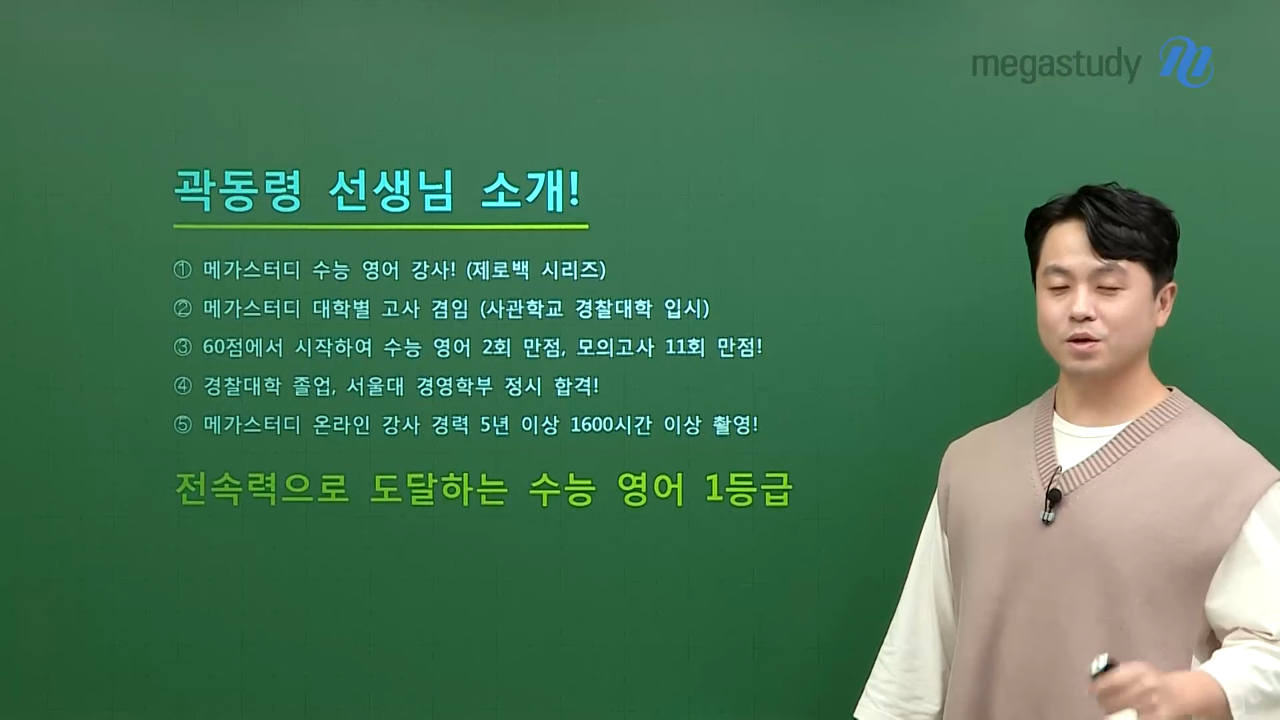 megastudy
곽동령 선생님 소개!
① 메가스터디 수능 영어 강사! (제로백 시리즈)
② 메가스터디 대학별 고사 겸임 (사관학교 경찰대학 입시)
③ 60점에서 시작하여 수능 영어 2회 만점, 모의고사 11회 만점!
④ 경찰대학 졸업, 서울대 경영학부 정시 합격!
⑤ 메가스터디 온라인 강사 경력 5년 이상 1600시간 이상 촬영!
전속력으로 도달하는 수능 영어 1등급